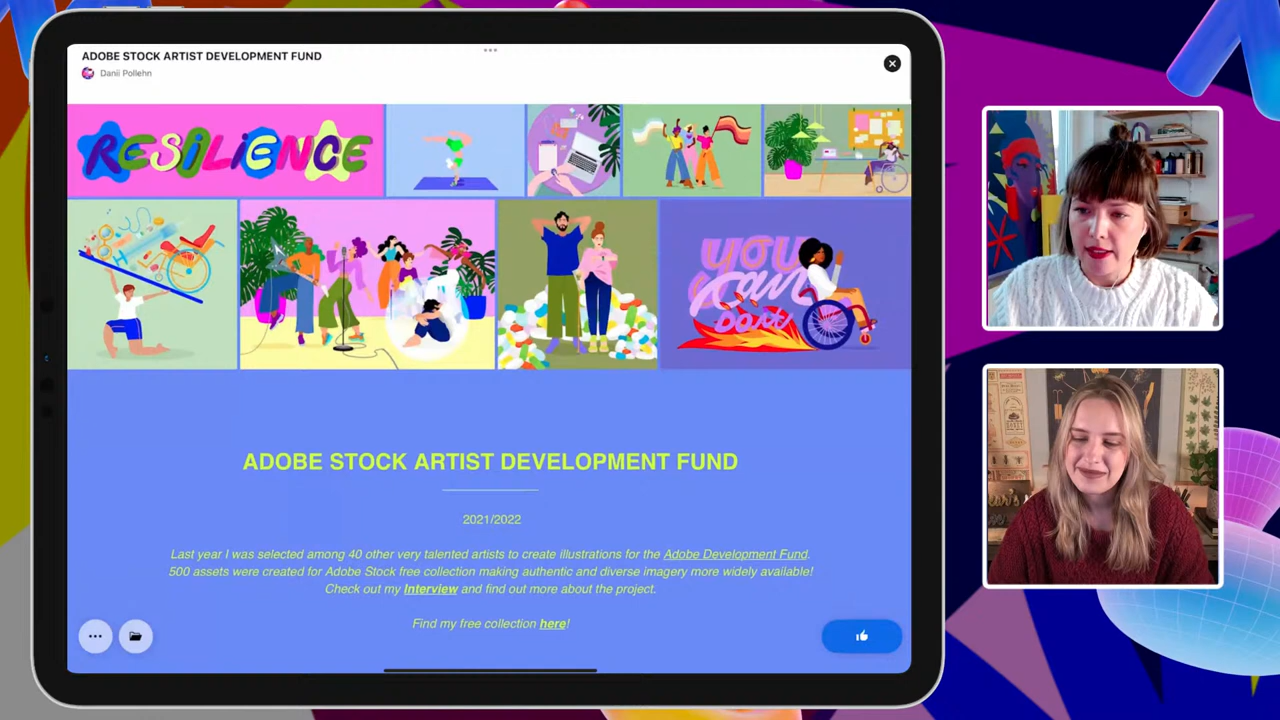 ADOBE STOCK ARTIST DEVELOPMENT FUND
Danii Pollehn
RESILIENCE
YOU
Can
DO it
ADOBE STOCK ARTIST DEVELOPMENT FUND
2021/2022
Last year I was selected among 40 other very talented artists to create illustrations for the Adobe Development Fund.
500 assets were created for Adobe Stock free collection making authentic and diverse imagery more widely available!
Check out my Interview and find out more about the project.
Find my free collection here!